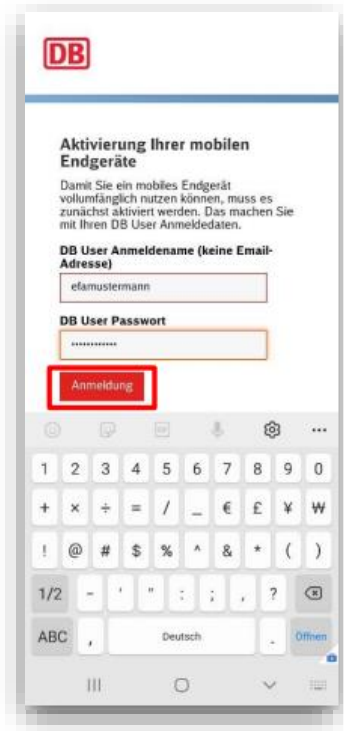 DB
Aktivierung Ihrer mobilen
Endgeräte
Damit Sie ein mobiles Endgerät
vollumfänglich nutzen können, muss es
zunächst aktiviert werden. Das machen Sie
mit Ihren DB User Anmeldedaten.
DB User Anmeldename (keine Email-
Adresse)
efamustermann
DB User Passwort
••••••••••••
Anmeldung
GIF
1 2 3 4 5 6 7 8 9 0
+ × ÷ = / _ € £ ¥ ₩
! @ # $ % ^ & * ( )
1/2 - ' " : ; , ?
ABC , Deutsch . Öffnen